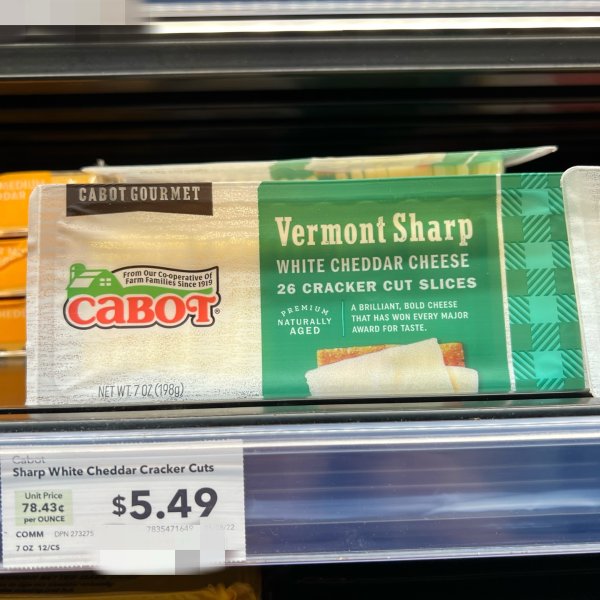 CABOT GOURMET
From Our Co-operative Of
Farm Families Since 1919
CABOT®
NET WT. 7 OZ (198g)
Vermont Sharp
WHITE CHEDDAR CHEESE
26 CRACKER CUT SLICES
PREMIUM
NATURALLY
AGED
A BRILLIANT, BOLD CHEESE
THAT HAS WON EVERY MAJOR
AWARD FOR TASTE.
Cabot
Sharp White Cheddar Cracker Cuts
Unit Price
78.43¢
per OUNCE
$5.49
COMM DPN 273275
7835471649
7 OZ 12/CS